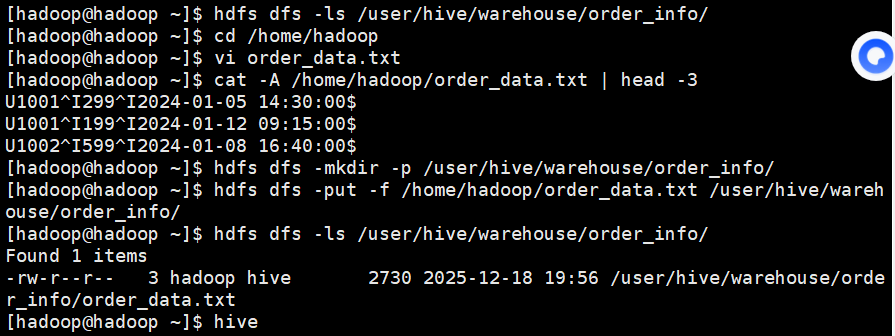 [hadoop@hadoop ~]$ hdfs dfs -ls /user/hive/warehouse/order_info/
[hadoop@hadoop ~]$ cd /home/hadoop
[hadoop@hadoop ~]$ vi order_data.txt
[hadoop@hadoop ~]$ cat -A /home/hadoop/order_data.txt | head -3
U1001^I299^I2024-01-05 14:30:00$
U1001^I199^I2024-01-12 09:15:00$
U1002^I599^I2024-01-08 16:40:00$
[hadoop@hadoop ~]$ hdfs dfs -mkdir -p /user/hive/warehouse/order_info/
[hadoop@hadoop ~]$ hdfs dfs -put -f /home/hadoop/order_data.txt /user/hive/wareh
ouse/order_info/
[hadoop@hadoop ~]$ hdfs dfs -ls /user/hive/warehouse/order_info/
Found 1 items
-rw-r--r--   3 hadoop hive       2730 2025-12-18 19:56 /user/hive/warehouse/orde
r_info/order_data.txt
[hadoop@hadoop ~]$ hive